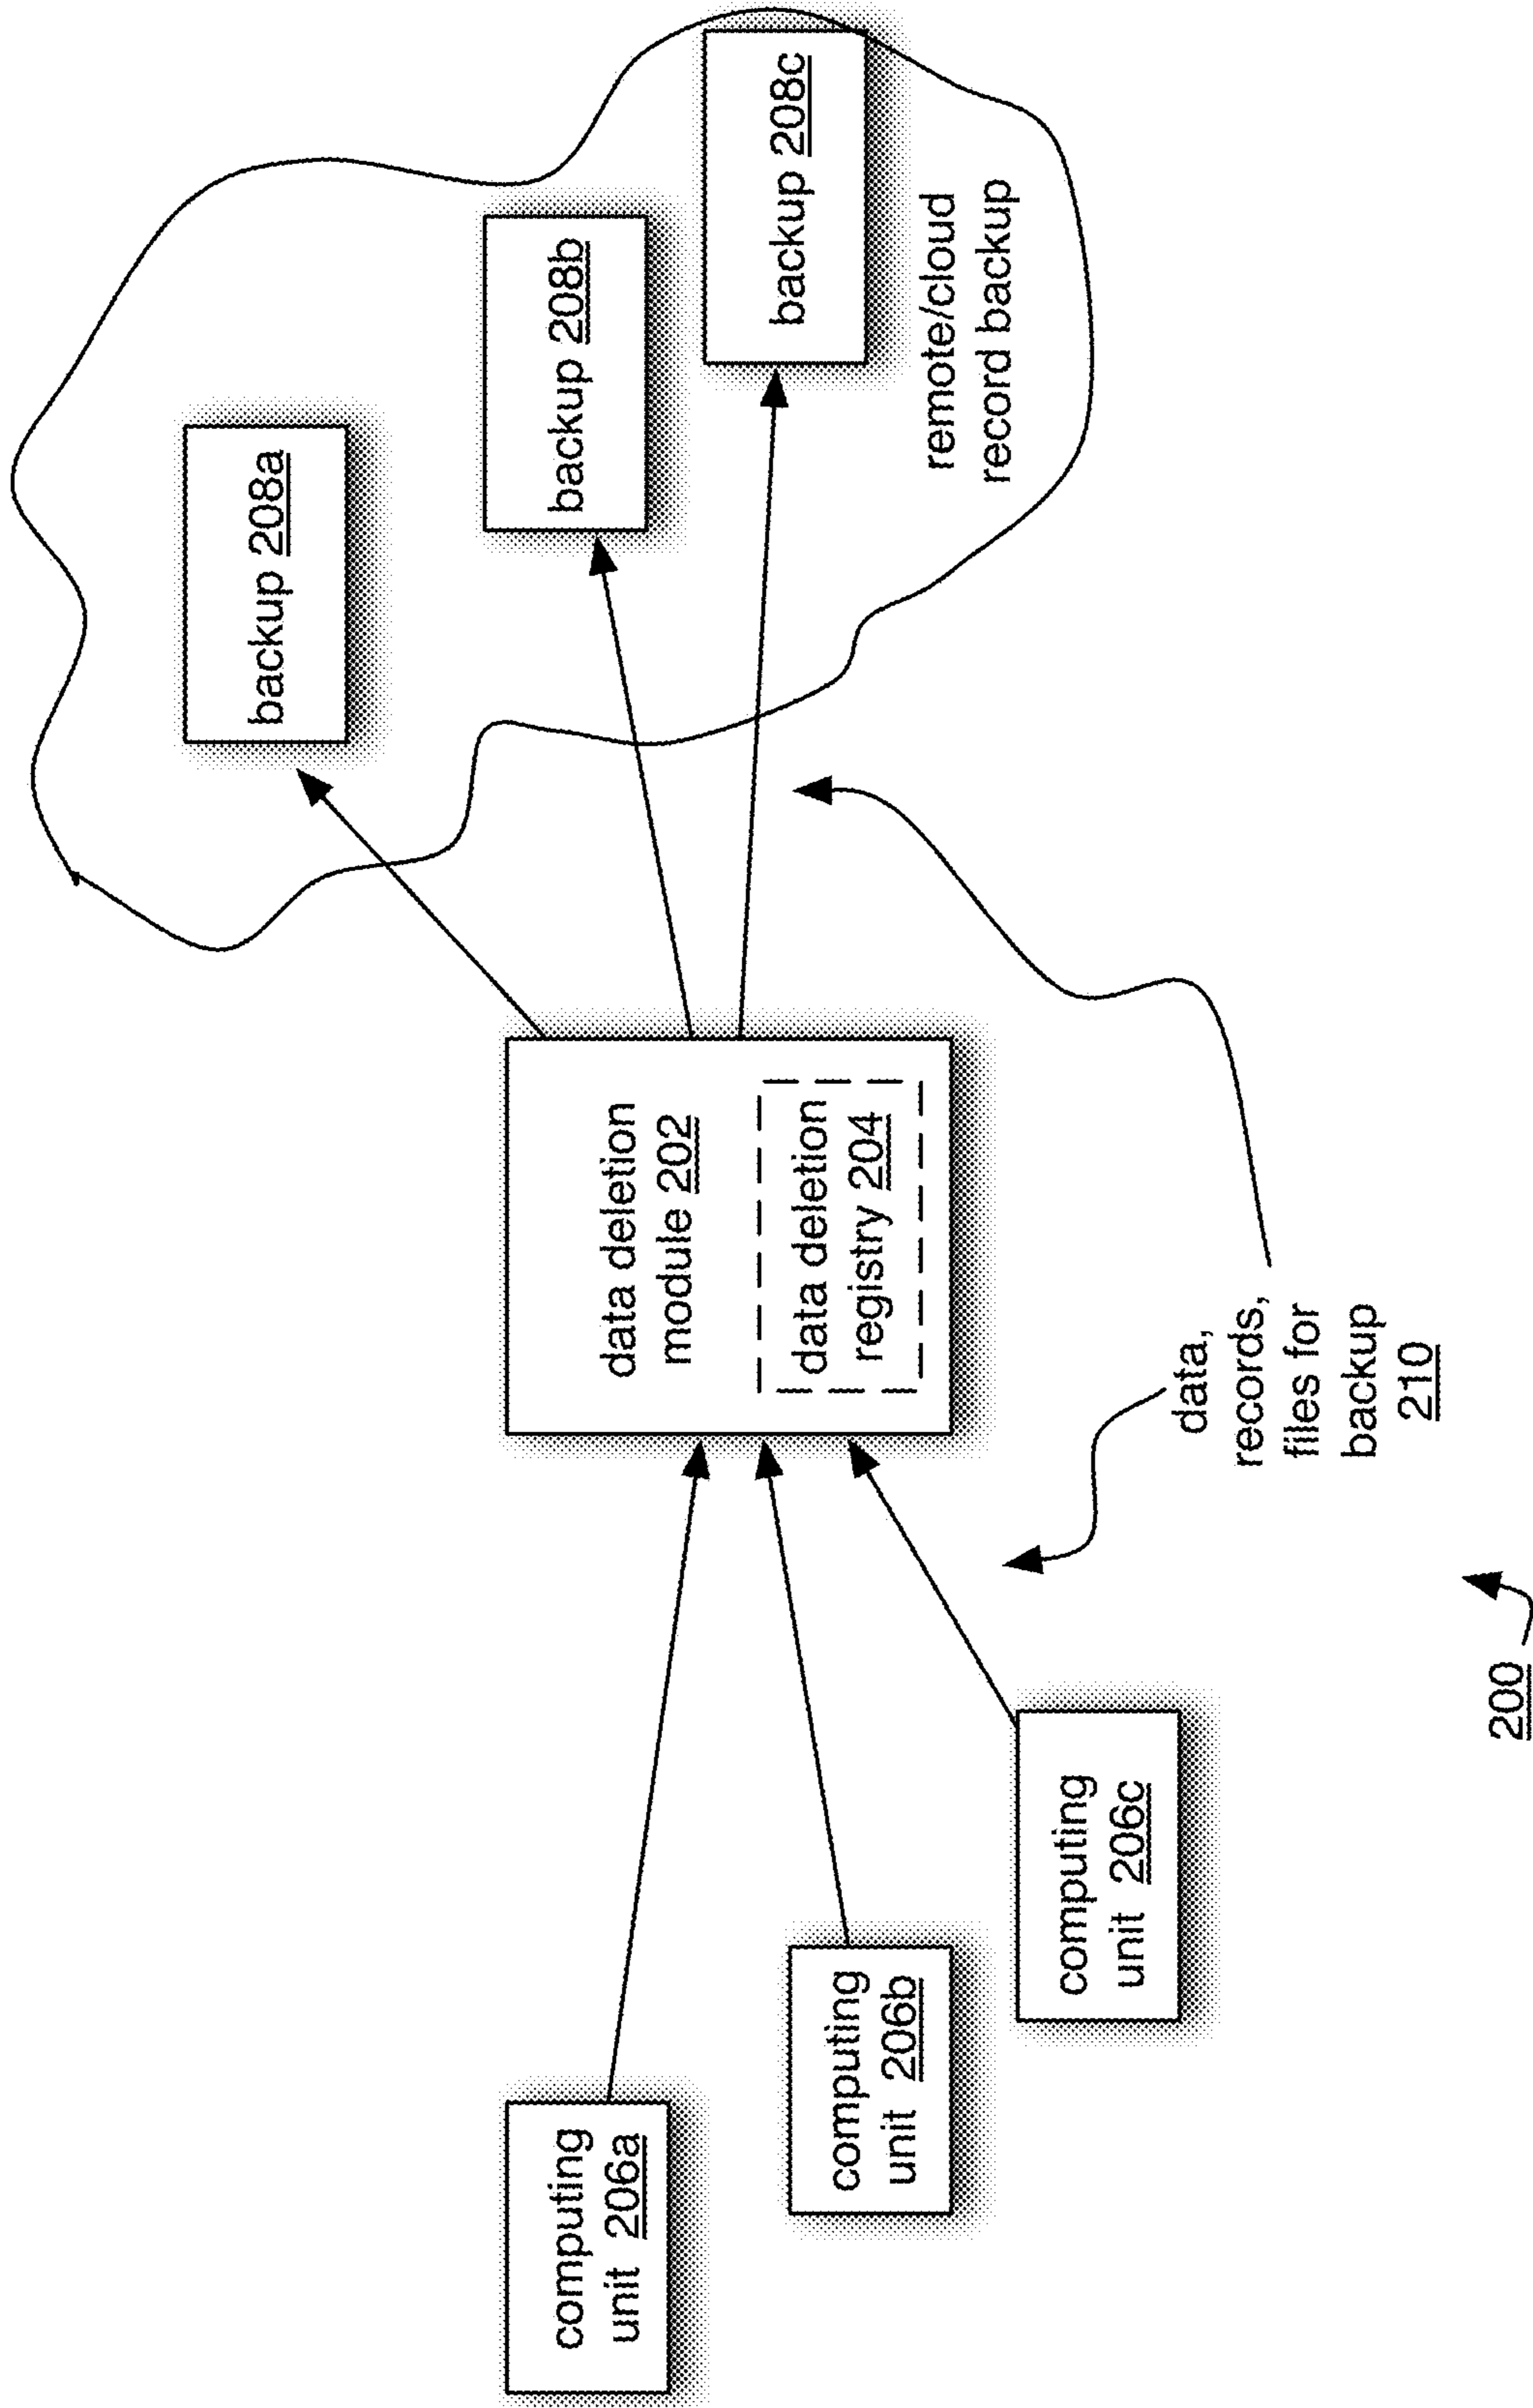 computing
unit 206a
computing
unit 206b
computing
unit 206c
data deletion
module 202
data deletion
registry 204
backup 208a
backup 208b
backup 208c
remote/cloud
record backup
data,
records,
files for
backup
210
200